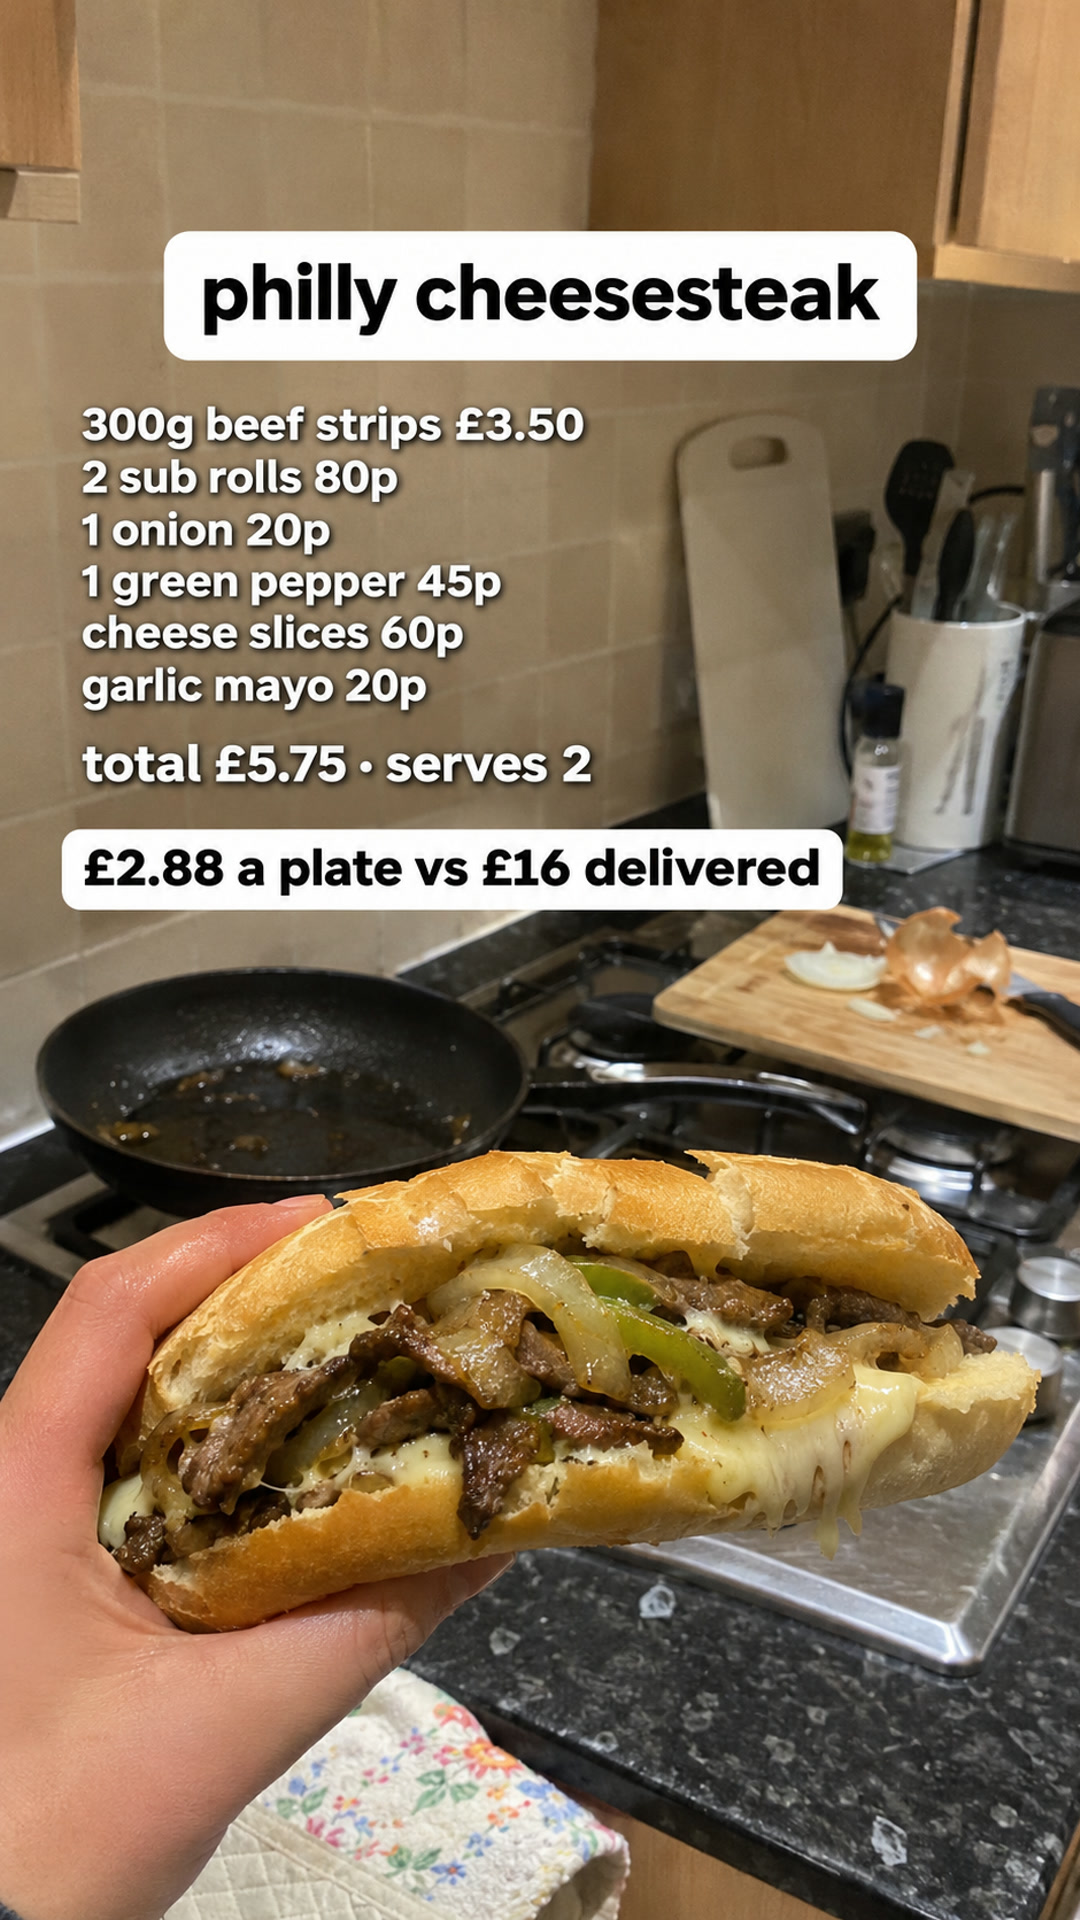 philly cheesesteak
300g beef strips £3.50
2 sub rolls 80p
1 onion 20p
1 green pepper 45p
cheese slices 60p
garlic mayo 20p
total £5.75 • serves 2
£2.88 a plate vs £16 delivered